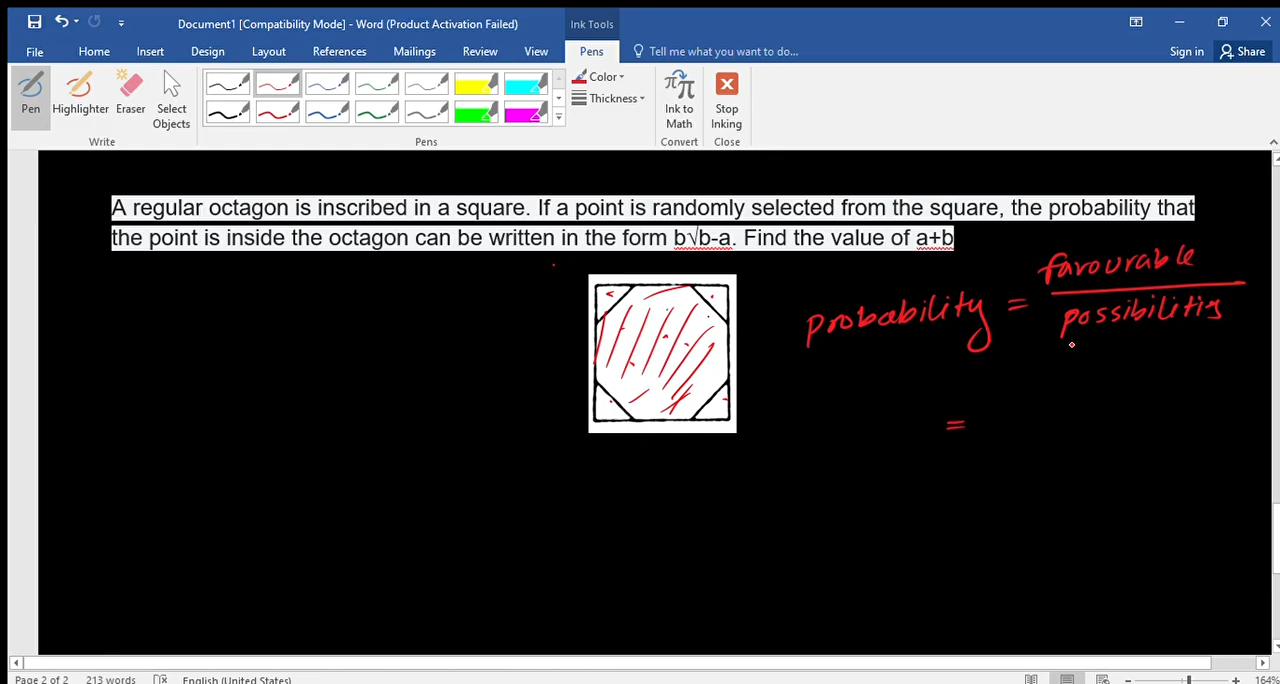 Document1 [Compatibility Mode] - Word (Product Activation Failed)
Ink Tools
File Home Insert Design Layout References Mailings Review View Pens Tell me what you want to do... Sign in Share
Pen Highlighter Eraser Select Objects
Color
Thickness
Ink to Math
Stop Inking
Write Pens Convert Close
A regular octagon is inscribed in a square. If a point is randomly selected from the square, the probability that
the point is inside the octagon can be written in the form b√b-a. Find the value of a+b
favourable
probability =
possibilities
=
Page 2 of 2 213 words English (United States) 164%